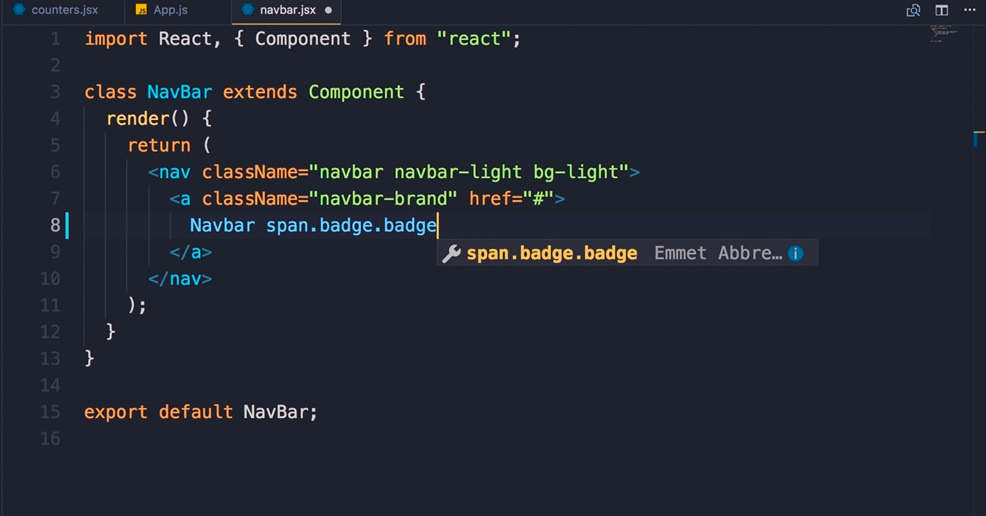 counters.jsx JS App.js navbar.jsx
1 import React, { Component } from "react";
2
3 class NavBar extends Component {
4 render() {
5 return (
6 <nav className="navbar navbar-light bg-light">
7 <a className="navbar-brand" href="#">
8 Navbar span.badge.badge
span.badge.badge Emmet Abbre…
9 </a>
10 </nav>
11 );
12 }
13 }
14
15 export default NavBar;
16